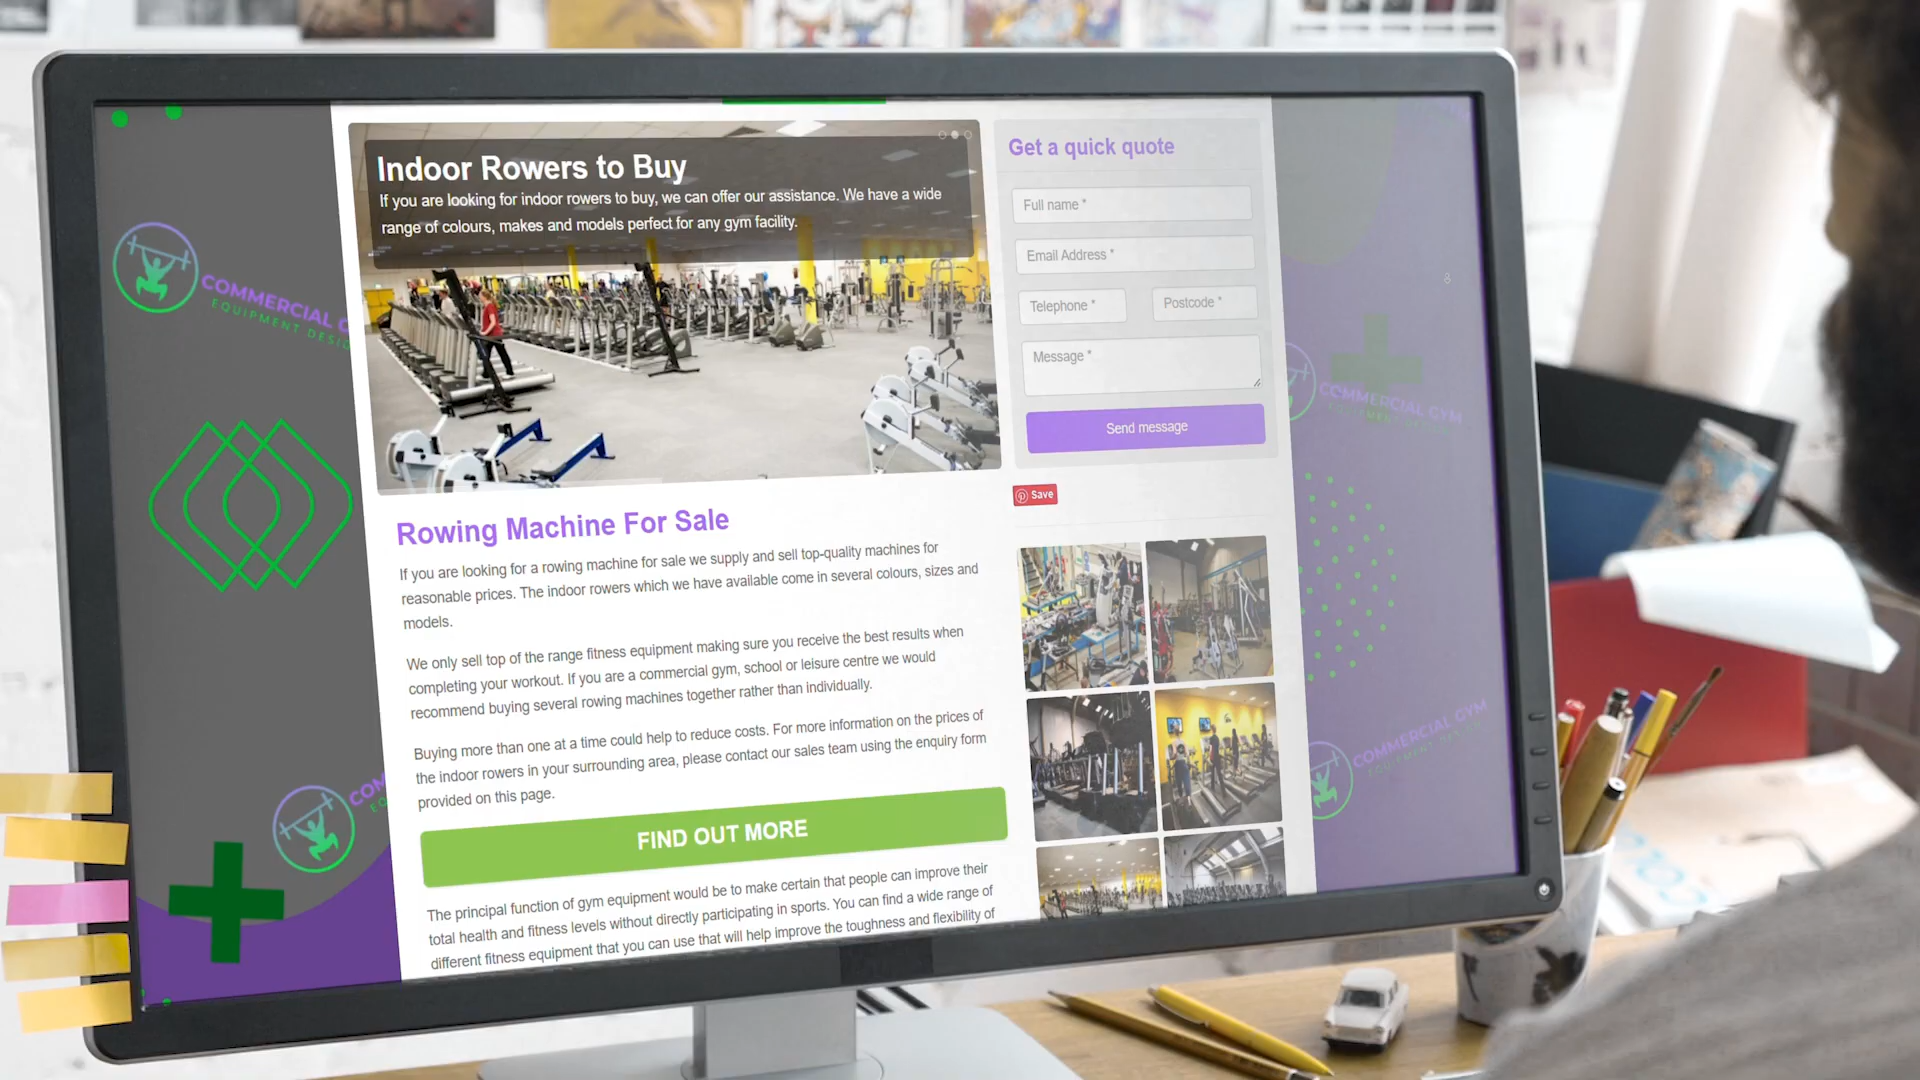 Indoor Rowers to Buy
If you are looking for indoor rowers to buy, we can offer our assistance. We have a wide
range of colours, makes and models perfect for any gym facility.
Get a quick quote
Full name *
Email Address *
Telephone *
Postcode *
Message *
Send message
Save
COMMERCIAL G
EQUIPMENT DESI
Rowing Machine For Sale
If you are looking for a rowing machine for sale we supply and sell top-quality machines for
reasonable prices. The indoor rowers which we have available come in several colours, sizes and
models.
We only sell top of the range fitness equipment making sure you receive the best results when
completing your workout. If you are a commercial gym, school or leisure centre we would
recommend buying several rowing machines together rather than individually.
Buying more than one at a time could help to reduce costs. For more information on the prices of
the indoor rowers in your surrounding area, please contact our sales team using the enquiry form
provided on this page.
FIND OUT MORE
The principal function of gym equipment would be to make certain that people can improve their
total health and fitness levels without directly participating in sports. You can find a wide range of
different fitness equipment that you can use that will help improve the toughness and flexibility of
COM
EQ
COMMERCIAL GYM
EQUIPMENT DESI
COMMERCIAL GYM
EQUIPMENT DESI